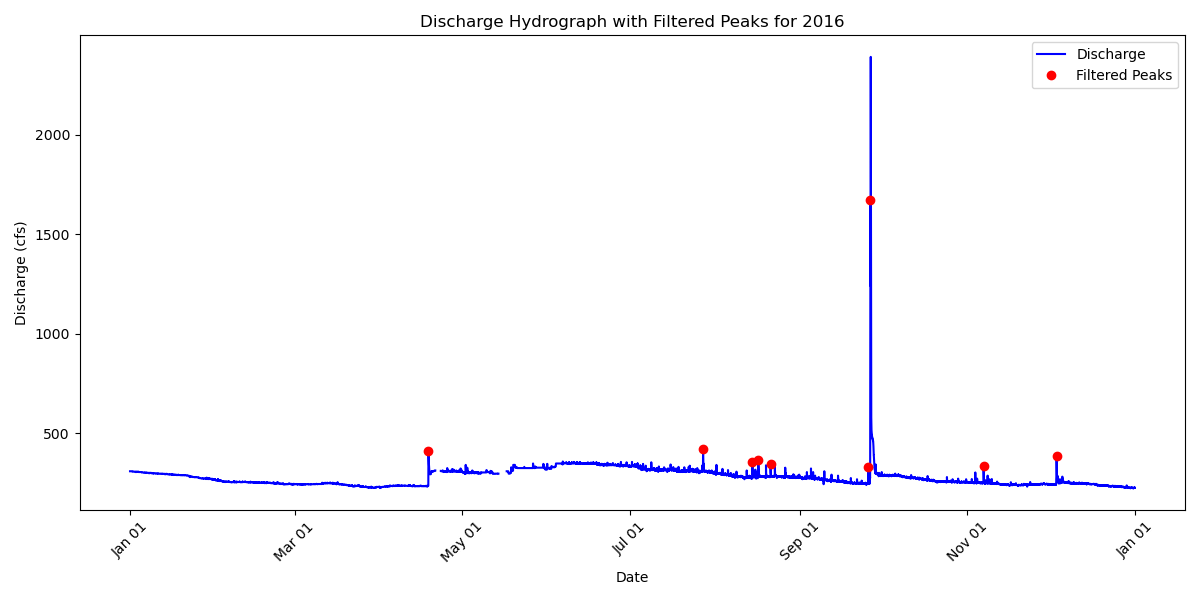 Discharge Hydrograph with Filtered Peaks for 2016
Discharge
Filtered Peaks
2000
1500
1000
500
Discharge (cfs)
Jan 01
Mar 01
May 01
Jul 01
Sep 01
Nov 01
Jan 01
Date